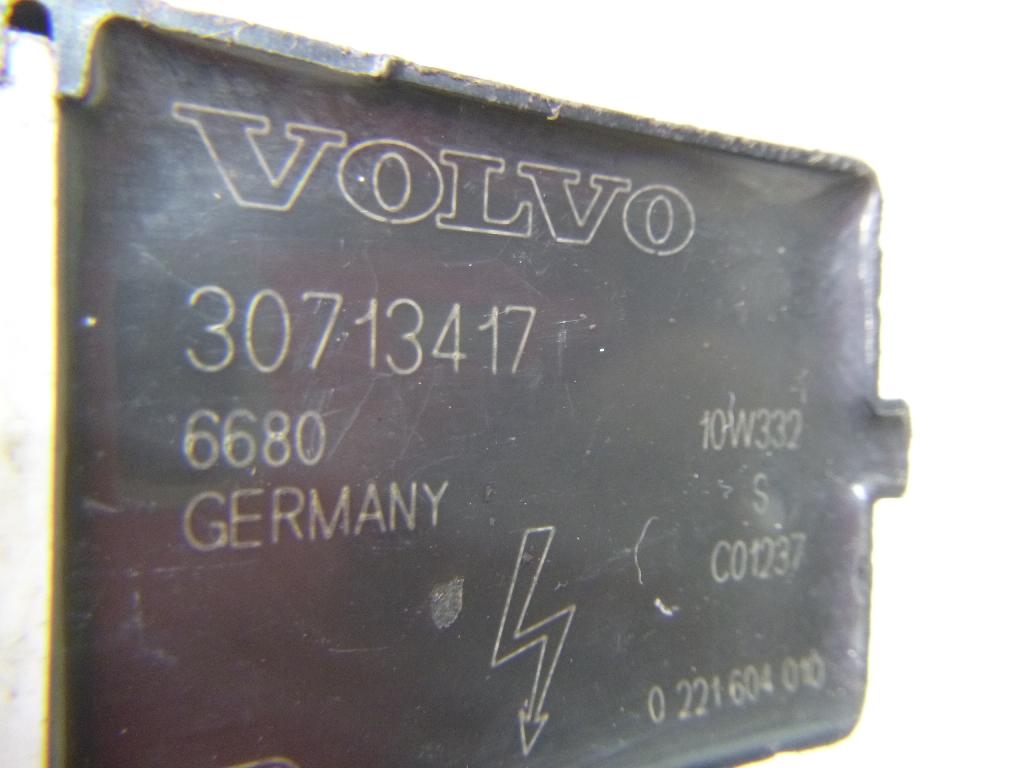 VOLVO
30713417
6680
GERMANY
10W332
S
C01237
0 221 604 010